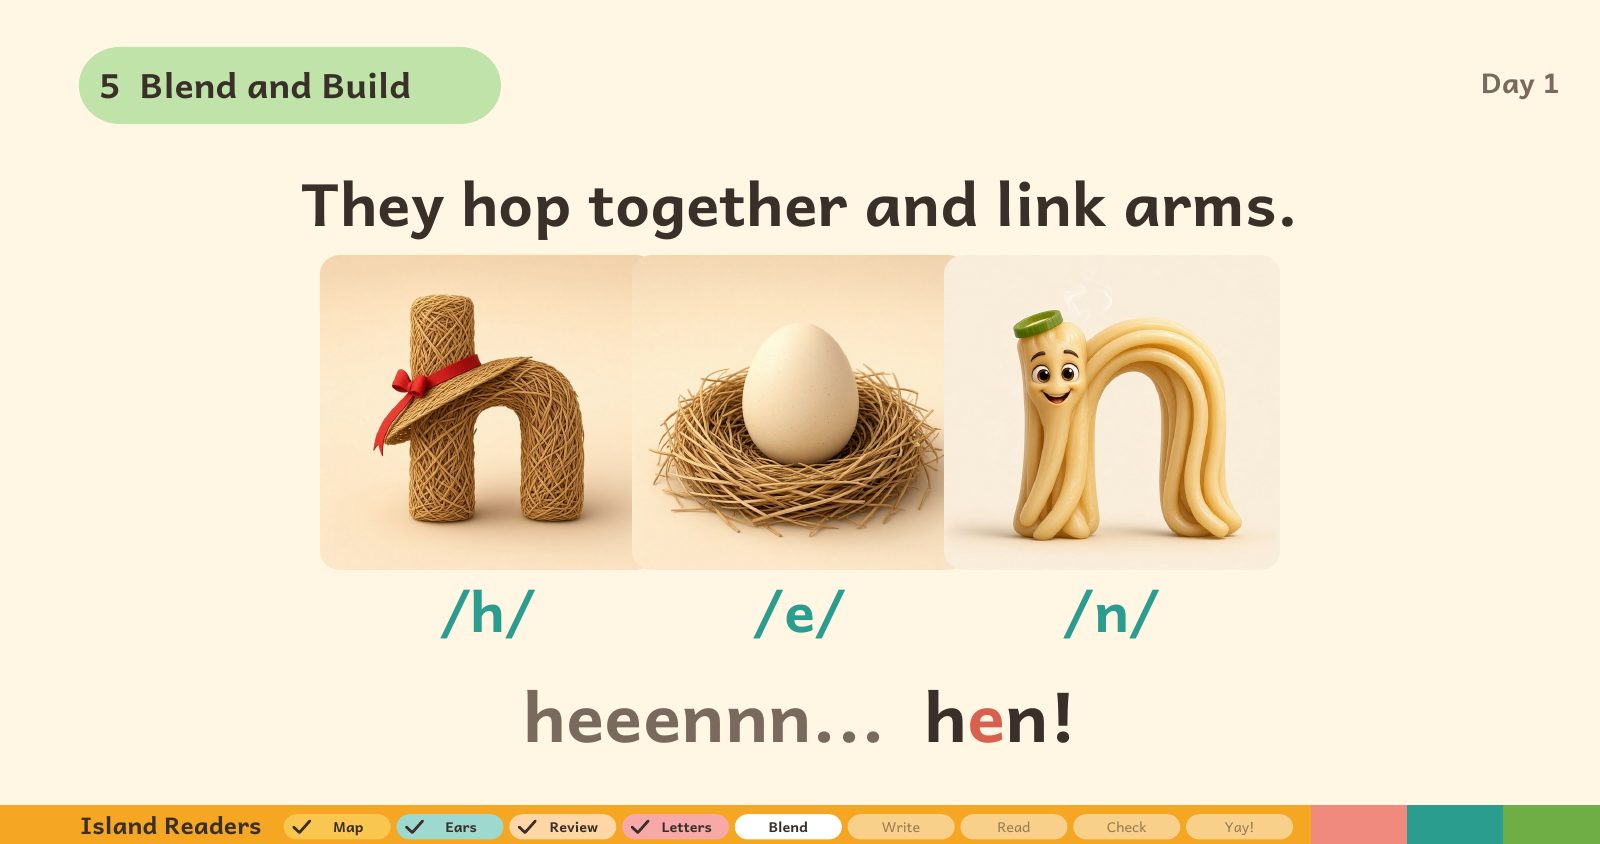 5 Blend and Build
Day 1
They hop together and link arms.
/h/ /e/ /n/
heeennn... hen!
Island Readers Map Ears Review Letters Blend Write Read Check Yay!